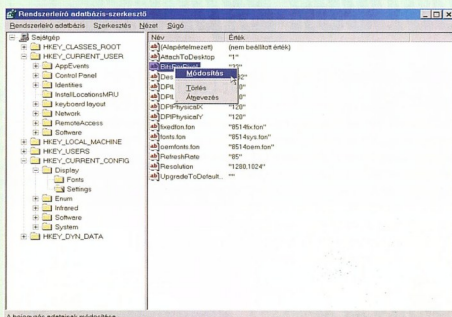 Rendszerleíró adatbázis-szerkesztő
Rendszerleíró adatbázis Szerkesztés Nézet Súgó
Név Érték
Sajátgép
HKEY_CLASSES_ROOT
HKEY_CURRENT_USER
AppEvents
Control Panel
Identities
InstallLocationsMRU
keyboard layout
Network
RemoteAccess
Software
HKEY_LOCAL_MACHINE
HKEY_USERS
HKEY_CURRENT_CONFIG
Display
Fonts
Settings
Enum
Infrared
Software
System
HKEY_DYN_DATA
(Alapértelmezett) (nem beállított érték)
AttachToDesktop "1"
Módosítás
Törlés
Átnevezés
DPIPhysicalX "120"
DPIPhysicalY "120"
fixedfon.fon "8514fix.fon"
fonts.fon "8514sys.fon"
oemfonts.fon "8514oem.fon"
RefreshRate "85"
Resolution "1280,1024"
UpgradeToDefault... ""
A bejegyzés adatainak módosítása